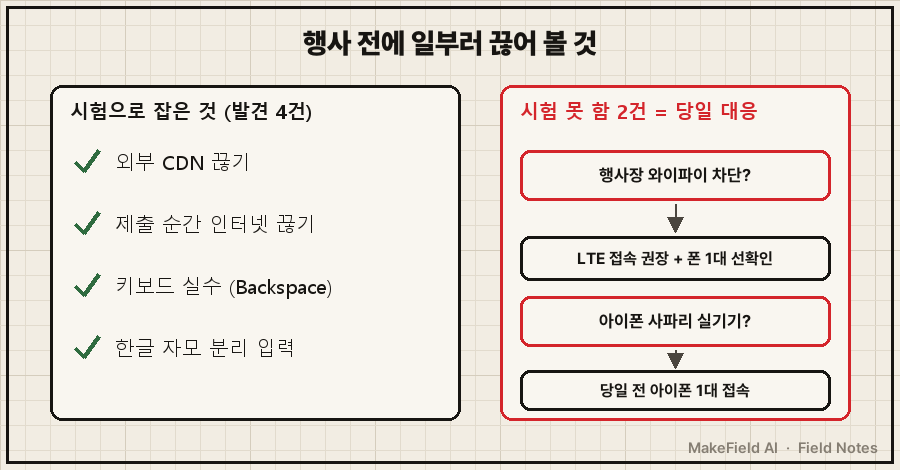 행사 전에 일부러 끊어 볼 것
시험으로 잡은 것 (발견 4건)
외부 CDN 끊기
제출 순간 인터넷 끊기
키보드 실수 (Backspace)
한글 자모 분리 입력
시험 못 함 2건 = 당일 대응
행사장 와이파이 차단?
LTE 접속 권장 + 폰 1대 선확인
아이폰 사파리 실기기?
당일 전 아이폰 1대 접속
MakeField AI · Field Notes